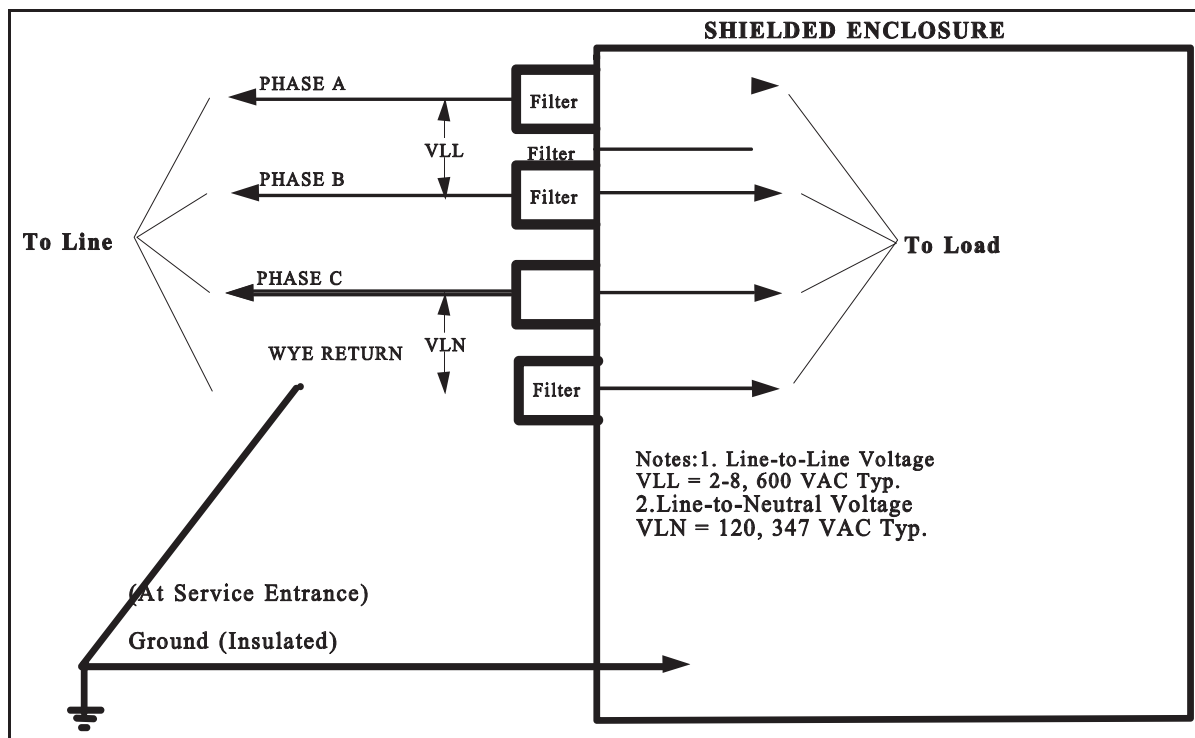 SHIELDED ENCLOSURE
PHASE A
Filter
VLL
Filter
PHASE B
Filter
To Line
To Load
PHASE C
WYE RETURN
VLN
Filter
Notes:1. Line-to-Line Voltage
VLL = 2-8, 600 VAC Typ.
2.Line-to-Neutral Voltage
VLN = 120, 347 VAC Typ.
(At Service Entrance)
Ground (Insulated)